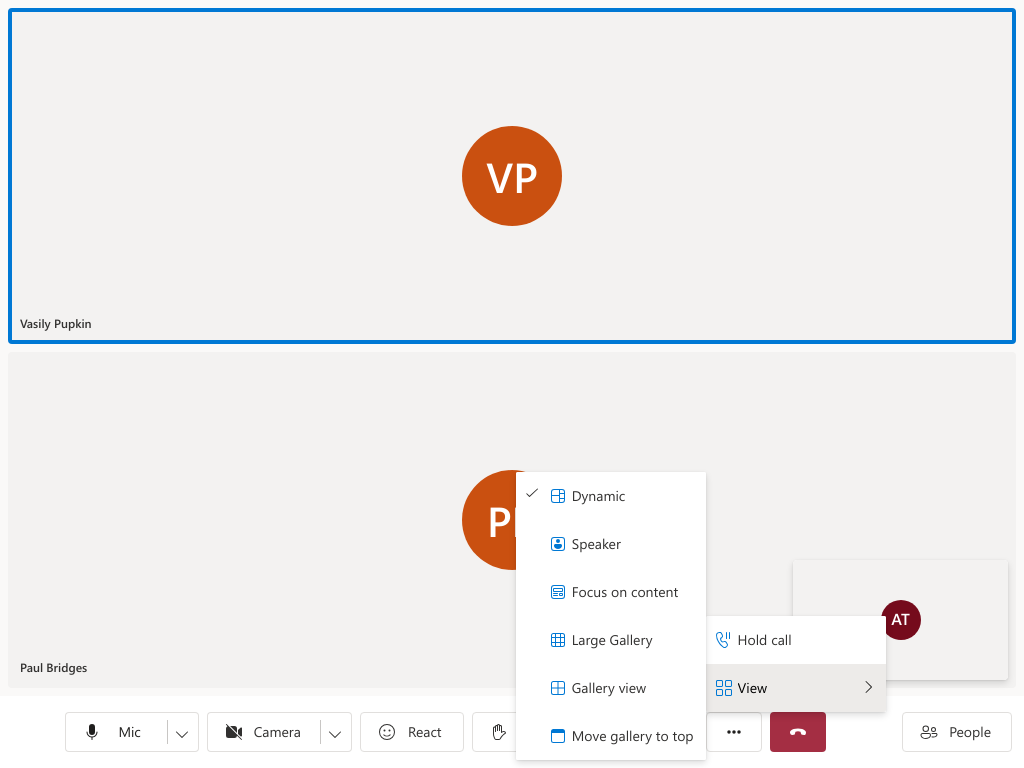 VP
Vasily Pupkin
P
Dynamic
Speaker
Focus on content
Large Gallery
Gallery view
Move gallery to top
AT
Hold call
View
Paul Bridges
Mic
Camera
React
People